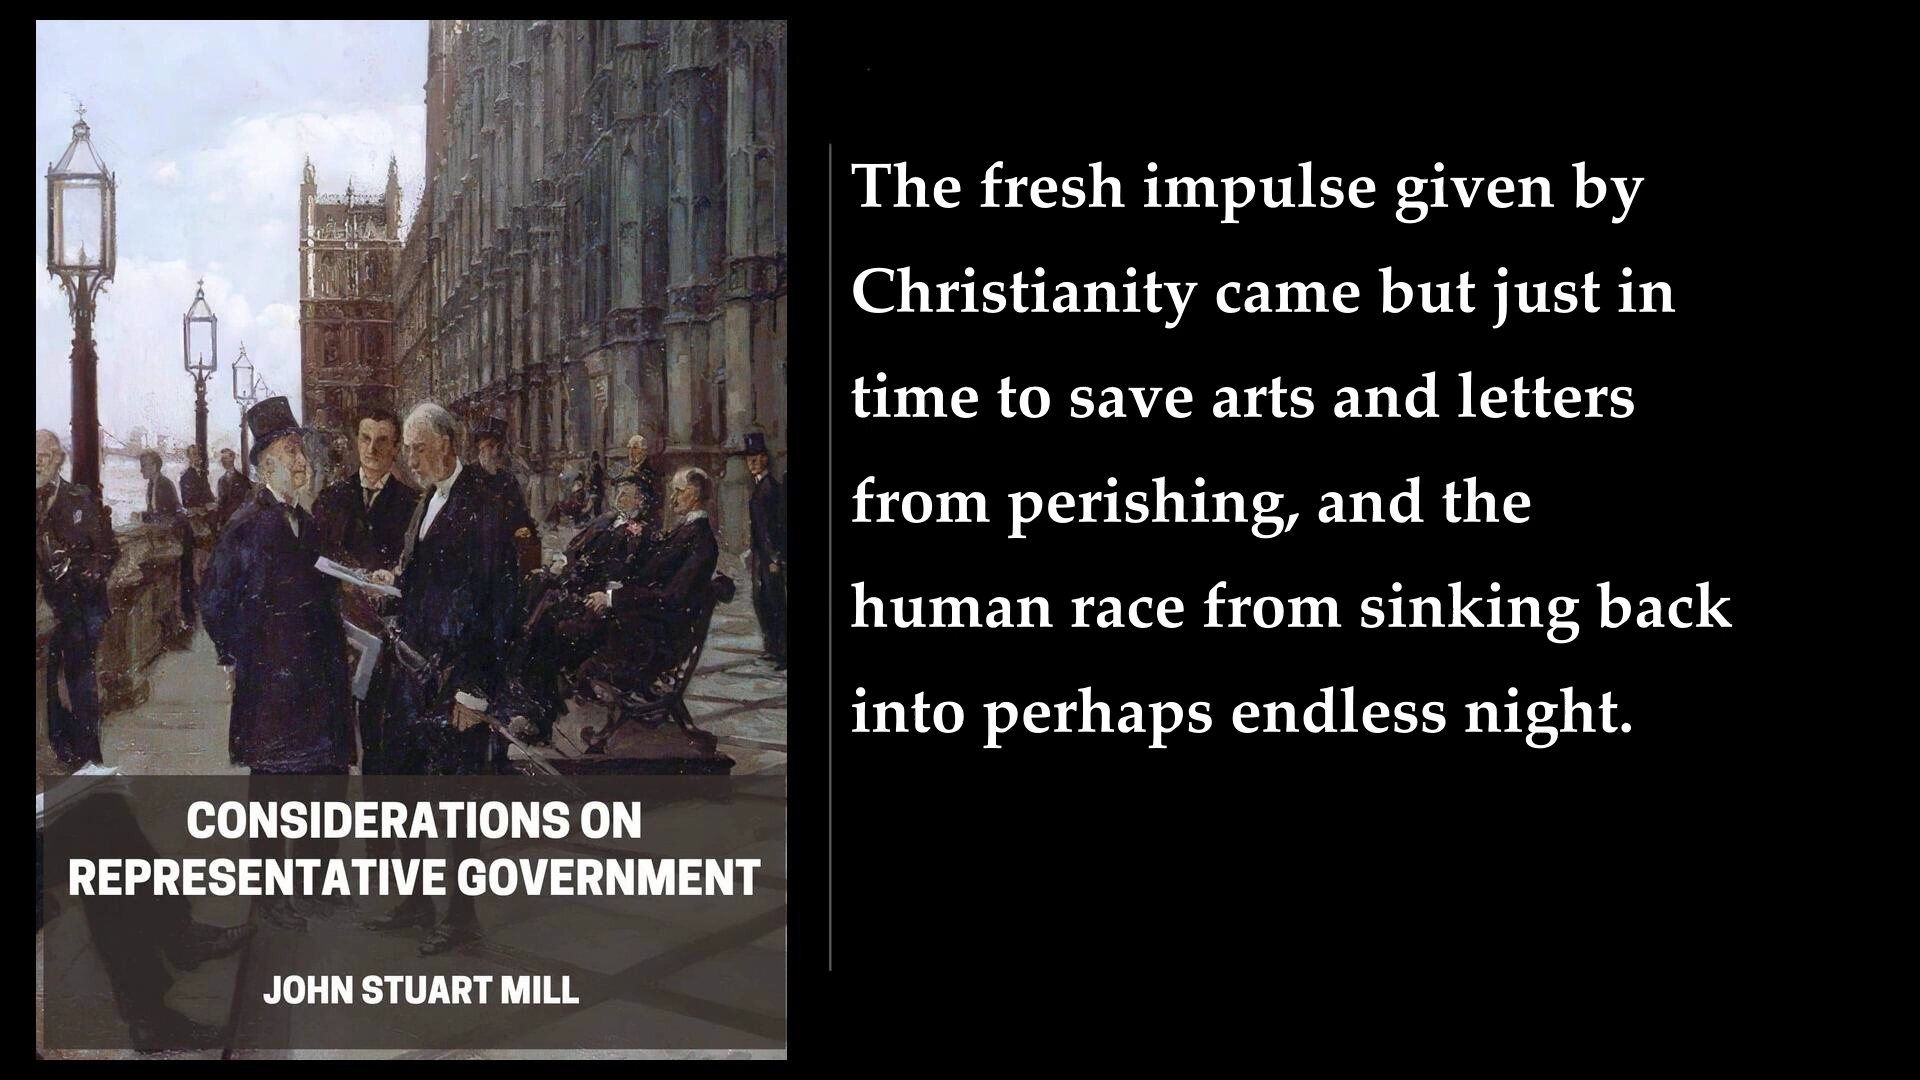 The fresh impulse given by
Christianity came but just in
time to save arts and letters
from perishing, and the
human race from sinking back
into perhaps endless night.
CONSIDERATIONS ON
REPRESENTATIVE GOVERNMENT
JOHN STUART MILL